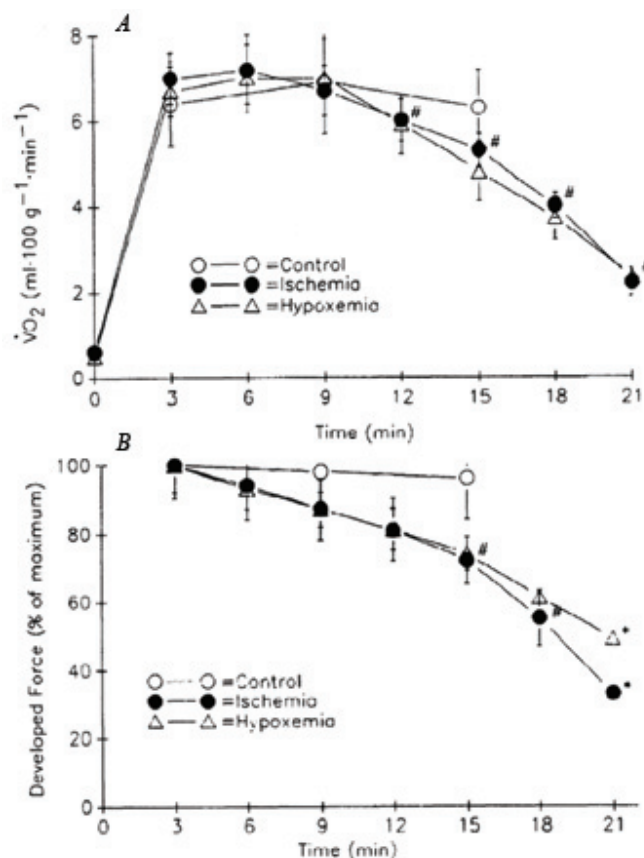 A
8
6
4
2
0
V̇O2 (ml·100 g−1·min−1)
#
#
#
○—○=Control
●—●=Ischemia
△—△=Hypoxemia
0 3 6 9 12 15 18 21
Time (min)
B
100
80
60
40
20
0
Developed Force (% of maximum)
#
#
*
*
○—○=Control
●—●=Ischemia
△—△=Hypoxemia
3 6 9 12 15 18 21
Time (min)